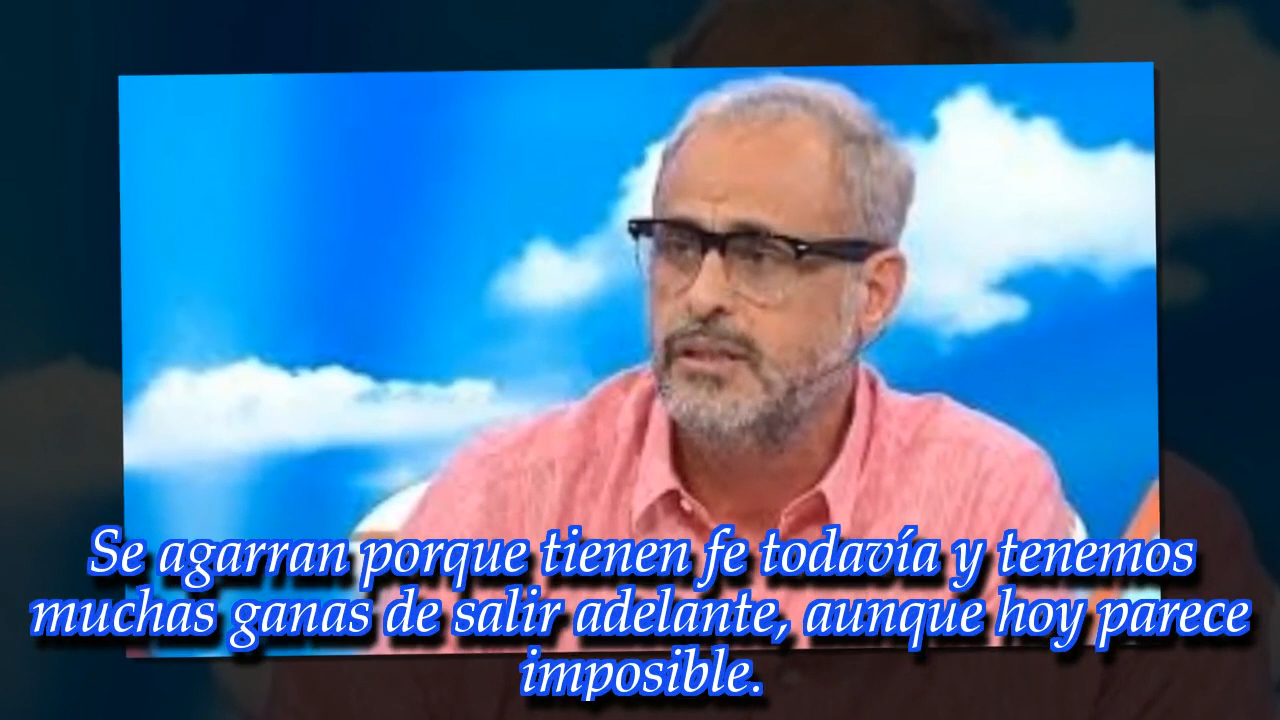 Se agarran porque tienen fe todavía y tenemos
muchas ganas de salir adelante, aunque hoy parece
imposible.